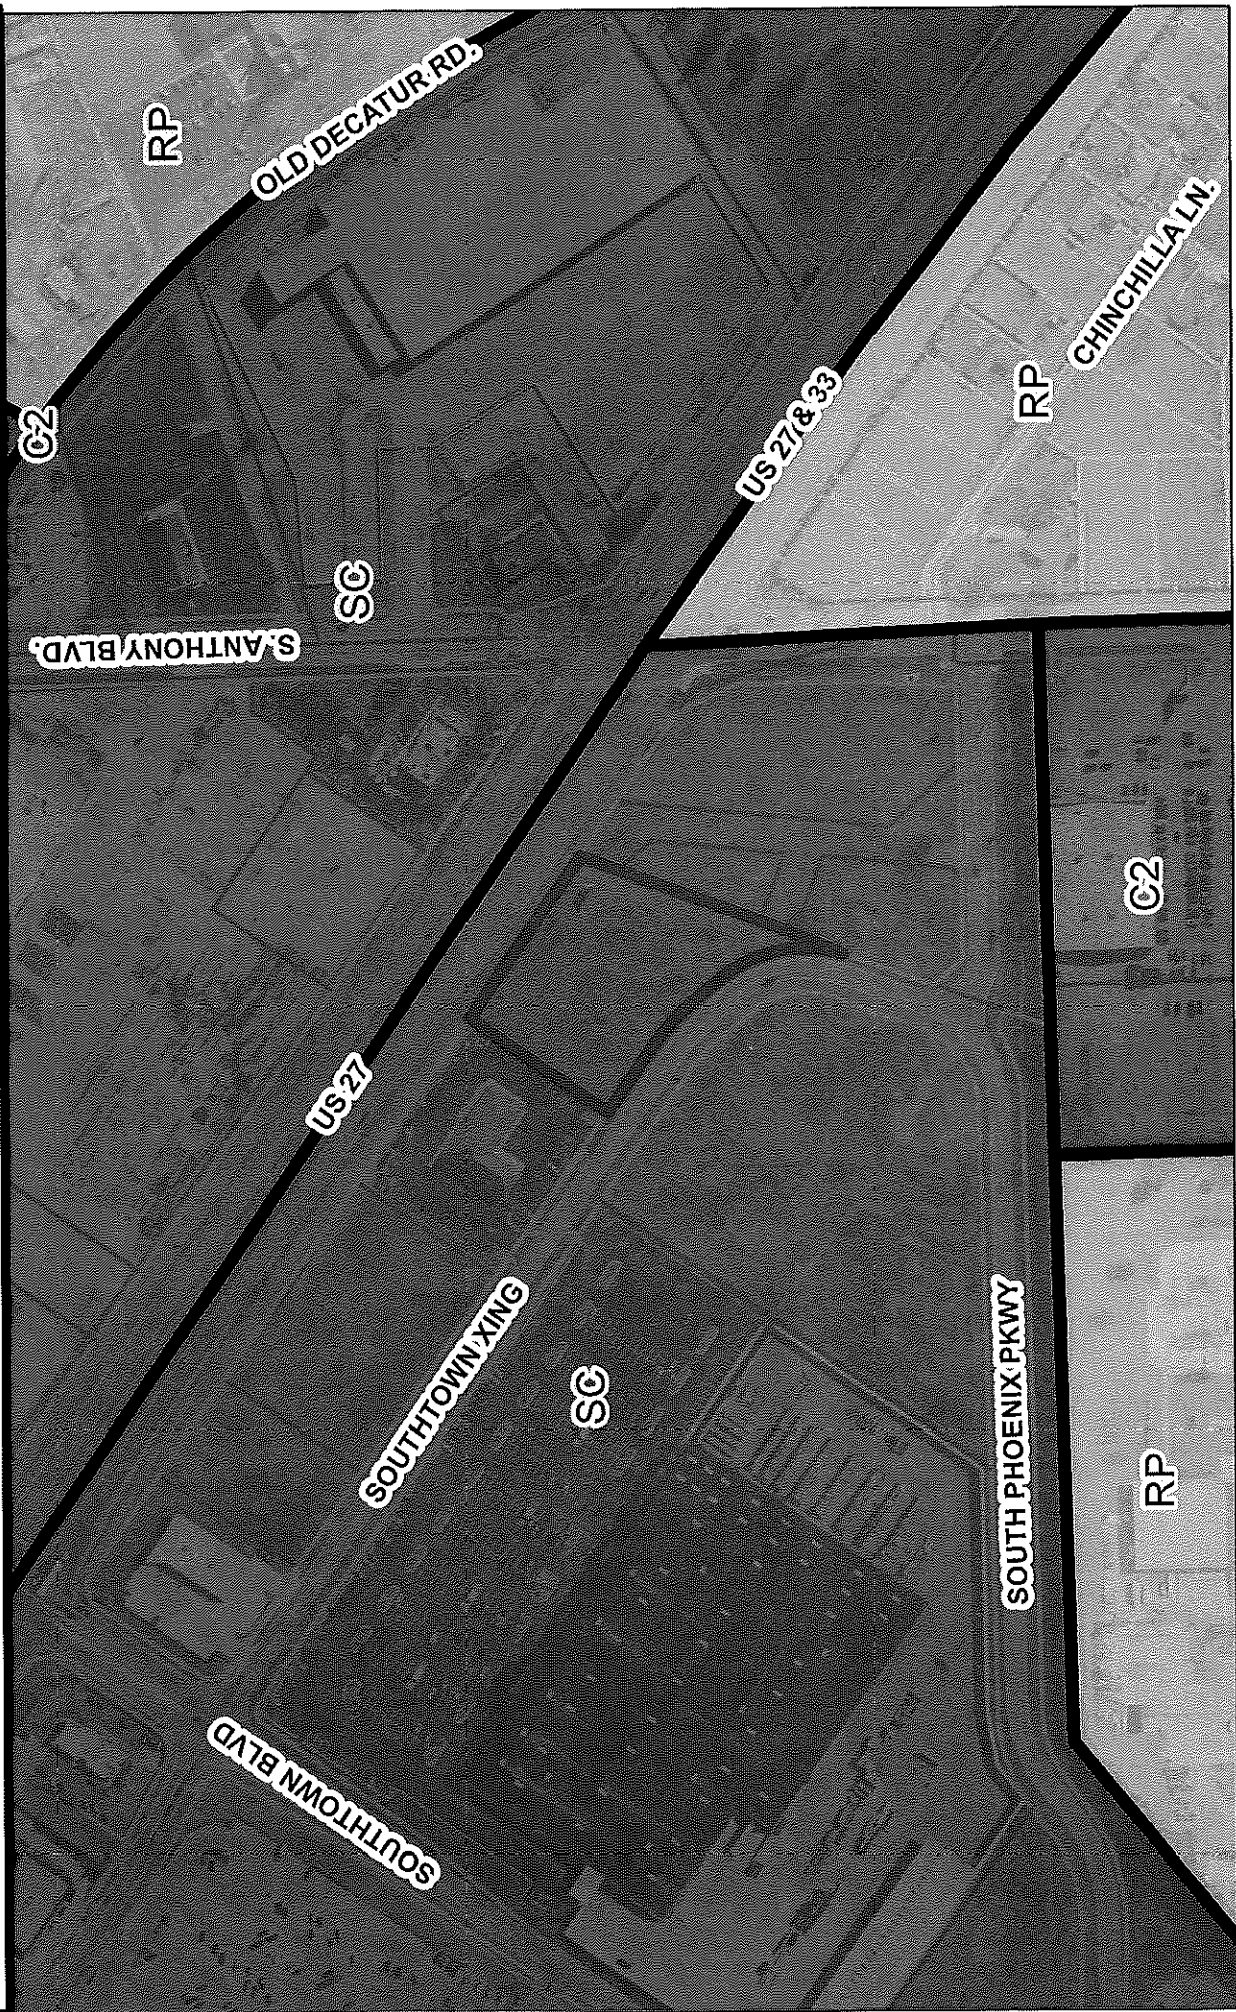 RP
OLD DECATUR RD.
C2
S. ANTHONY BLVD.
SC
US 27 & 33
RP
CHINCHILLA LN.
US 27
C2
SOUTHTOWN XING
SC
SOUTH PHOENIX PKWY
RP
SOUTHTOWN BLVD